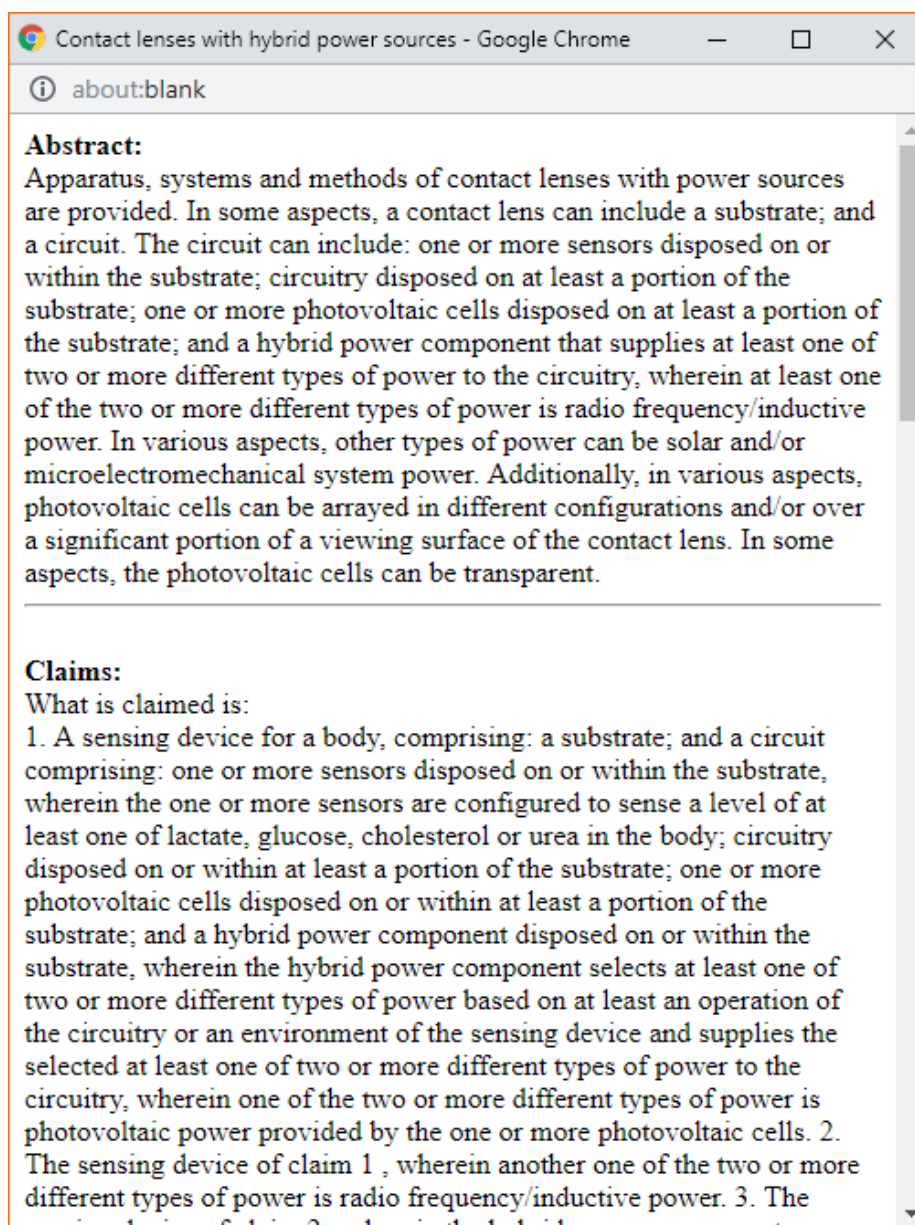 Contact lenses with hybrid power sources - Google Chrome
about:blank
Abstract:
Apparatus, systems and methods of contact lenses with power sources
are provided. In some aspects, a contact lens can include a substrate; and
a circuit. The circuit can include: one or more sensors disposed on or
within the substrate; circuitry disposed on at least a portion of the
substrate; one or more photovoltaic cells disposed on at least a portion of
the substrate; and a hybrid power component that supplies at least one of
two or more different types of power to the circuitry, wherein at least one
of the two or more different types of power is radio frequency/inductive
power. In various aspects, other types of power can be solar and/or
microelectromechanical system power. Additionally, in various aspects,
photovoltaic cells can be arrayed in different configurations and/or over
a significant portion of a viewing surface of the contact lens. In some
aspects, the photovoltaic cells can be transparent.
Claims:
What is claimed is:
1. A sensing device for a body, comprising: a substrate; and a circuit
comprising: one or more sensors disposed on or within the substrate,
wherein the one or more sensors are configured to sense a level of at
least one of lactate, glucose, cholesterol or urea in the body; circuitry
disposed on or within at least a portion of the substrate; one or more
photovoltaic cells disposed on or within at least a portion of the
substrate; and a hybrid power component disposed on or within the
substrate, wherein the hybrid power component selects at least one of
two or more different types of power based on at least an operation of
the circuitry or an environment of the sensing device and supplies the
selected at least one of two or more different types of power to the
circuitry, wherein one of the two or more different types of power is
photovoltaic power provided by the one or more photovoltaic cells. 2.
The sensing device of claim 1 , wherein another one of the two or more
different types of power is radio frequency/inductive power. 3. The